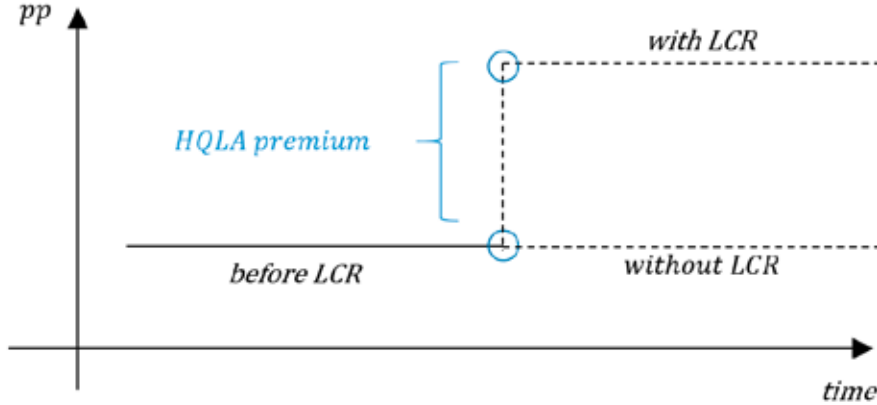 pp
with LCR
HQLA premium
before LCR
without LCR
time